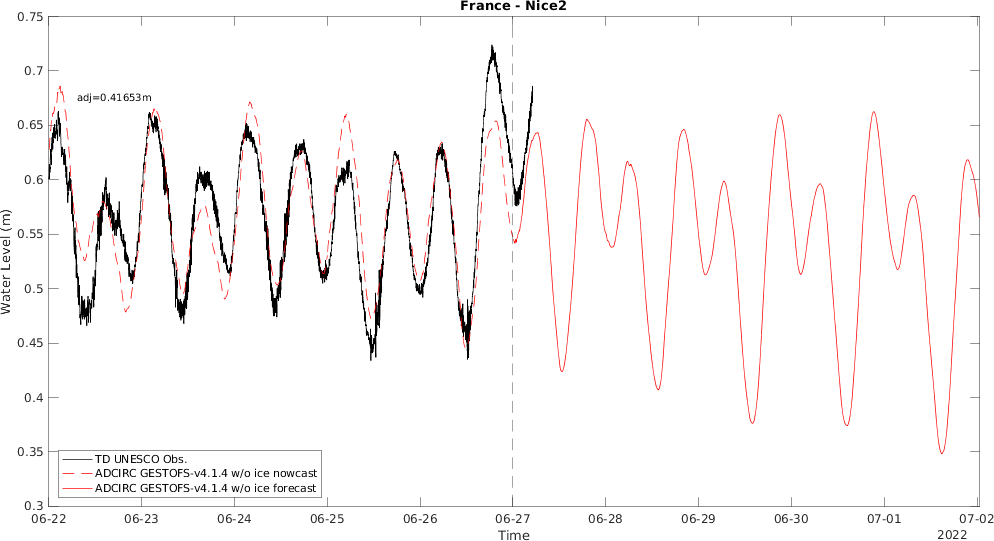 France - Nice2
0.75
0.7
0.65
0.6
0.55
0.5
0.45
0.4
0.35
0.3
Water Level (m)
adj=0.41653m
TD UNESCO Obs.
ADCIRC GESTOFS-v4.1.4 w/o ice nowcast
ADCIRC GESTOFS-v4.1.4 w/o ice forecast
06-22 06-23 06-24 06-25 06-26 06-27 06-28 06-29 06-30 07-01 07-02
Time
2022